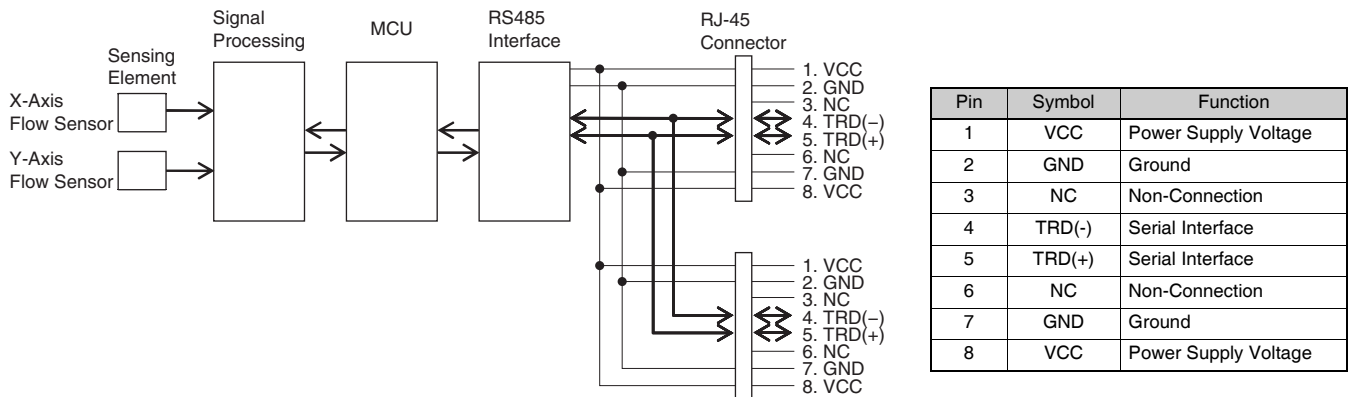 Signal
Processing
MCU
RS485
Interface
RJ-45
Connector
Sensing
Element
X-Axis
Flow Sensor
Y-Axis
Flow Sensor
1. VCC
2. GND
3. NC
4. TRD(−)
5. TRD(+)
6. NC
7. GND
8. VCC
1. VCC
2. GND
3. NC
4. TRD(−)
5. TRD(+)
6. NC
7. GND
8. VCC
Pin Symbol Function
1 VCC Power Supply Voltage
2 GND Ground
3 NC Non-Connection
4 TRD(-) Serial Interface
5 TRD(+) Serial Interface
6 NC Non-Connection
7 GND Ground
8 VCC Power Supply Voltage